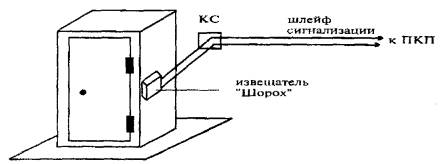 КС
шлейф
сигнализации
к ПКП
извещатель
"Шорох"